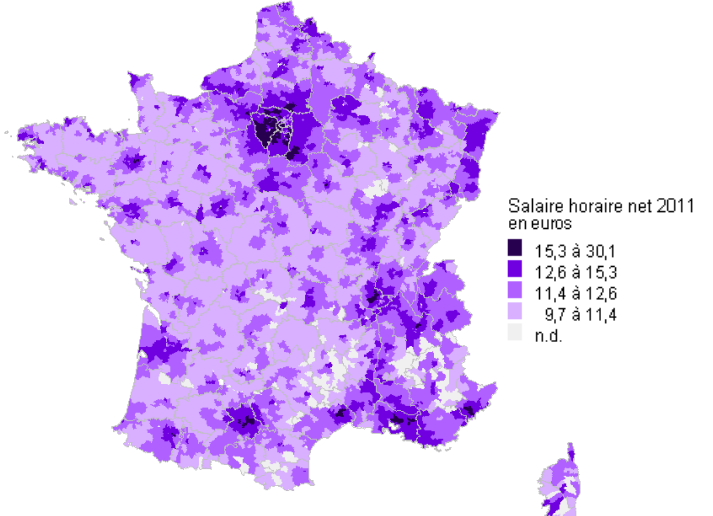 Salaire horaire net 2011
en euros
15,3 à 30,1
12,6 à 15,3
11,4 à 12,6
9,7 à 11,4
n.d.